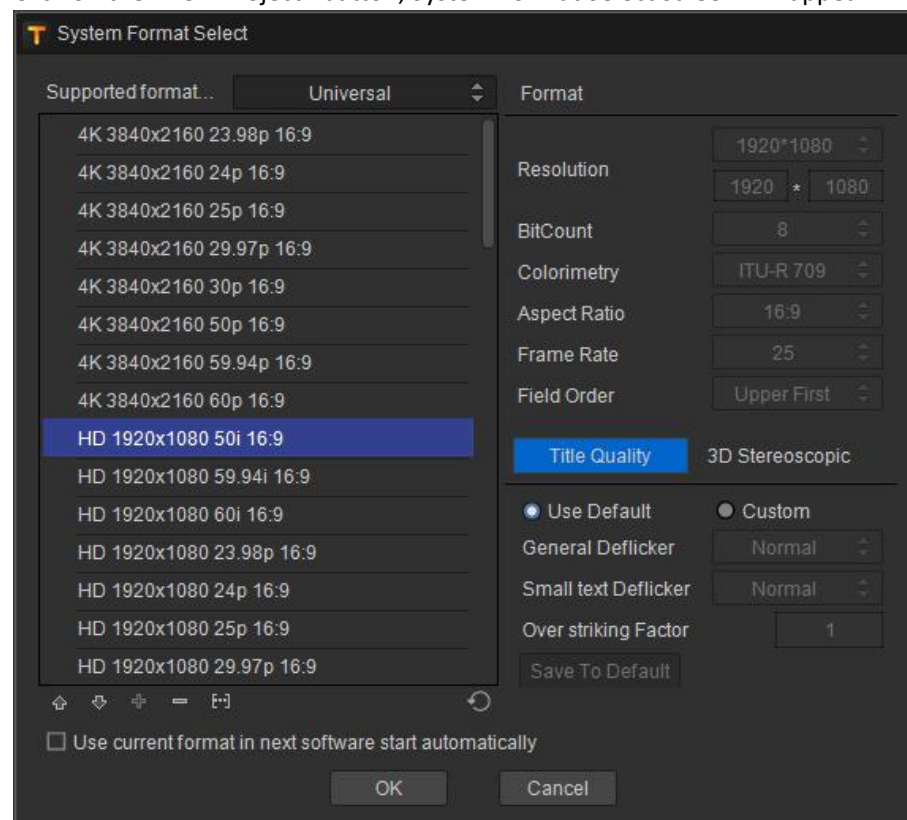 System Format Select
Supported format... Universal
4K 3840x2160 23.98p 16:9
4K 3840x2160 24p 16:9
4K 3840x2160 25p 16:9
4K 3840x2160 29.97p 16:9
4K 3840x2160 30p 16:9
4K 3840x2160 50p 16:9
4K 3840x2160 59.94p 16:9
4K 3840x2160 60p 16:9
HD 1920x1080 50i 16:9
HD 1920x1080 59.94i 16:9
HD 1920x1080 60i 16:9
HD 1920x1080 23.98p 16:9
HD 1920x1080 24p 16:9
HD 1920x1080 25p 16:9
HD 1920x1080 29.97p 16:9
Format
Resolution 1920*1080
1920 * 1080
BitCount 8
Colorimetry ITU-R 709
Aspect Ratio 16:9
Frame Rate 25
Field Order Upper First
Title Quality 3D Stereoscopic
Use Default Custom
General Deflicker Normal
Small text Deflicker Normal
Over striking Factor 1
Save To Default
Use current format in next software start automatically
OK Cancel